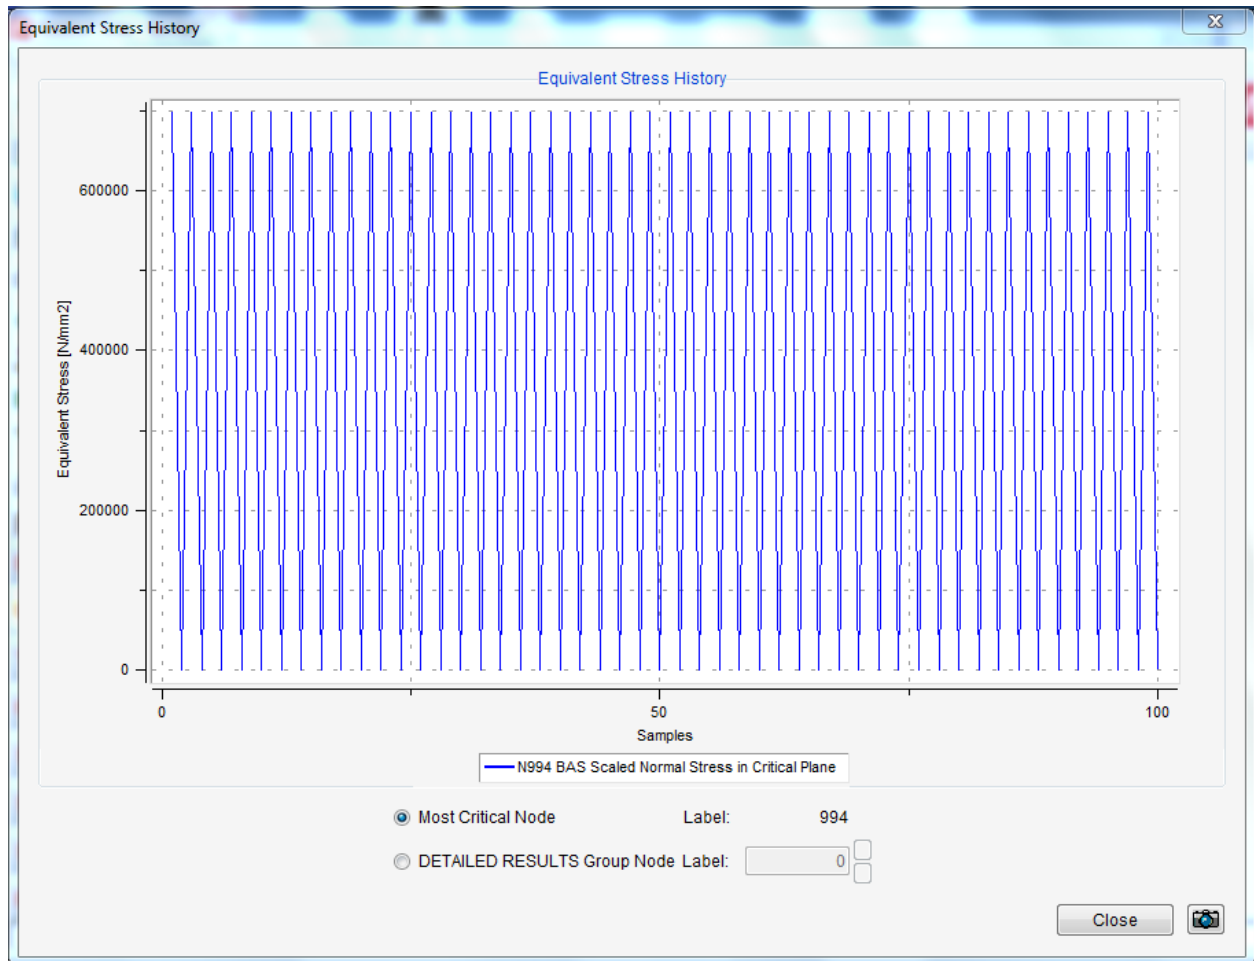 Equivalent Stress History
X
Equivalent Stress History
600000
400000
200000
0
Equivalent Stress [N/mm2]
0 50 100
Samples
N994 BAS Scaled Normal Stress in Critical Plane
Most Critical Node Label: 994
DETAILED RESULTS Group Node Label: 0
Close